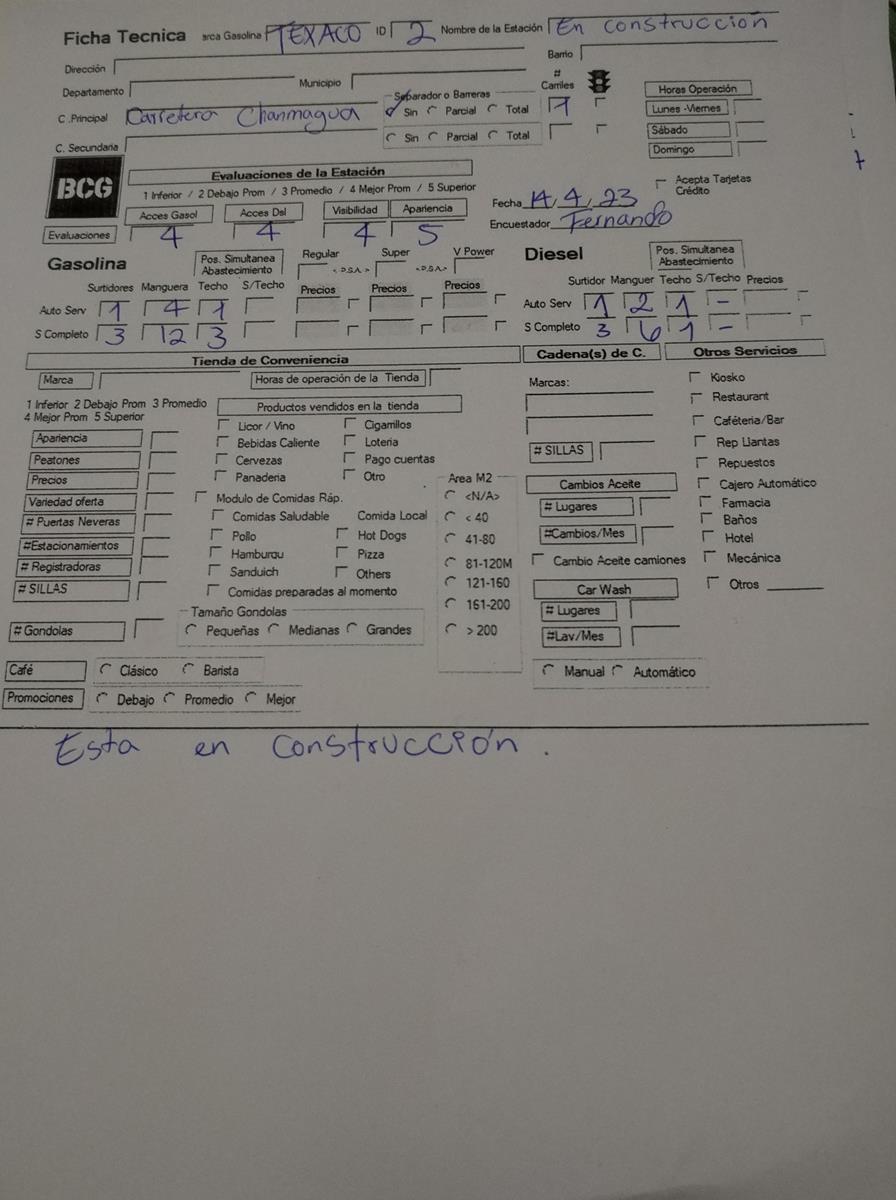 Ficha Tecnica arca Gasolina TEXACO ID 2 Nombre de la Estación En construcción
Dirección Barrio
Departamento Municipio # Carriles Horas Operación
C .Principal Carretera Chanmagua Separador o Barreras Sin Parcial Total 1 Lunes -Viernes
C. Secundaria Sin Parcial Total Sábado
Domingo
BCG Evaluaciones de la Estación Acepta Tarjetas Crédito
1 Inferior / 2 Debajo Prom / 3 Promedio / 4 Mejor Prom / 5 Superior Fecha 14, 4, 23
Acces Gasol Acces Dsl Visibilidad Apariencia Encuestador Fernando
Evaluaciones 4 4 4 5
Gasolina Pos. Simultanea Abastecimiento Regular < D.S.A. > Super <D.S.A.> V Power Diesel Pos. Simultanea Abastecimiento
Surtidores Manguera Techo S/Techo Precios Precios Precios Surtidor Manguer Techo S/Techo Precios
Auto Serv 1 4 1 Auto Serv 1 2 1 -
S Completo 3 12 3 S Completo 3 6 1 -
Tienda de Conveniencia Cadena(s) de C. Otros Servicios
Marca Horas de operación de la Tienda Marcas: Kiosko
1 Inferior 2 Debajo Prom 3 Promedio Productos vendidos en la tienda Restaurant
4 Mejor Prom 5 Superior Licor / Vino Cigarrillos Caféteria/Bar
Apariencia Bebidas Caliente Loteria # SILLAS Rep Llantas
Peatones Cervezas Pago cuentas Repuestos
Precios Panaderia Otro Area M2 Cambios Aceite Cajero Automático
Variedad oferta Modulo de Comidas Ráp. <N/A> # Lugares Farmacia
# Puertas Neveras Comidas Saludable Comida Local < 40 Baños
#Estacionamientos Pollo Hot Dogs 41-80 #Cambios/Mes Hotel
# Registradoras Hamburgu Pizza 81-120M Cambio Aceite camiones Mecánica
# SILLAS Sanduich Others 121-160 Car Wash Otros
Comidas preparadas al momento 161-200 # Lugares
# Gondolas Tamaño Gondolas Pequeñas Medianas Grandes > 200 #Lav/Mes
Café Clásico Barista Manual Automático
Promociones Debajo Promedio Mejor
Esta en construcción.